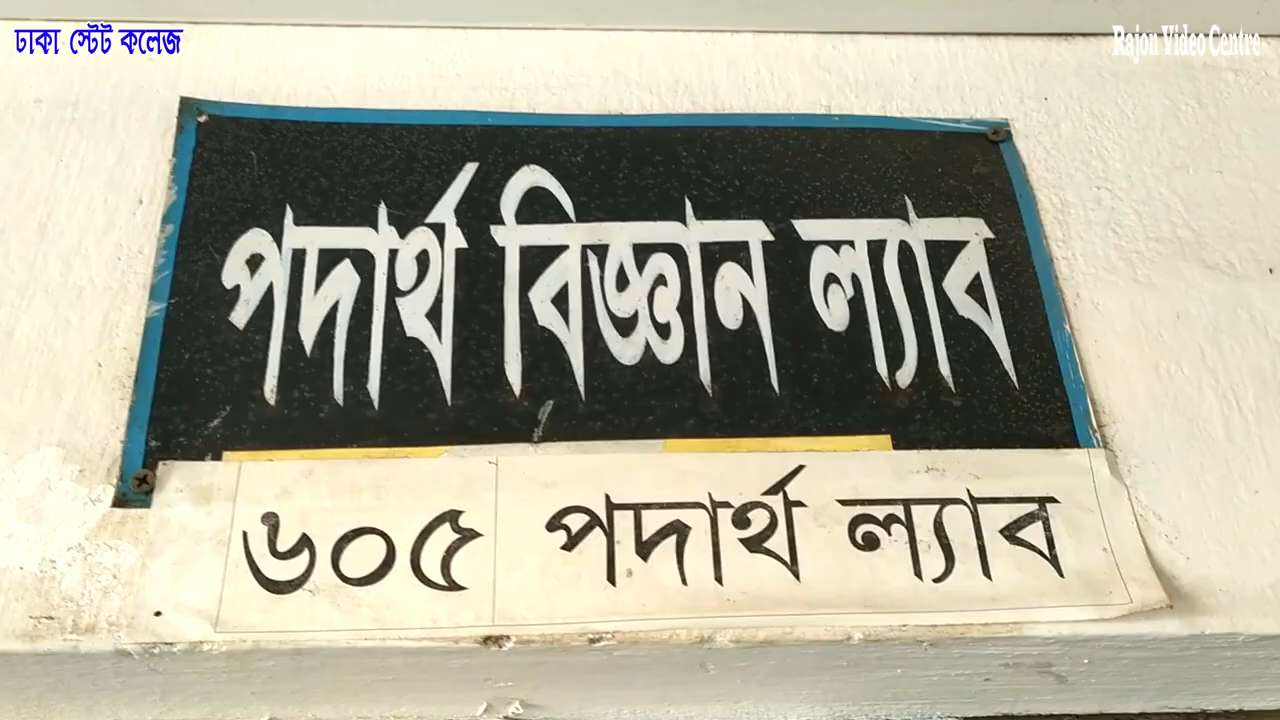 ঢাকা স্টেট কলেজ
Rajon Video Centre
পদার্থ বিজ্ঞান ল্যাব
৬০৫ পদার্থ ল্যাব